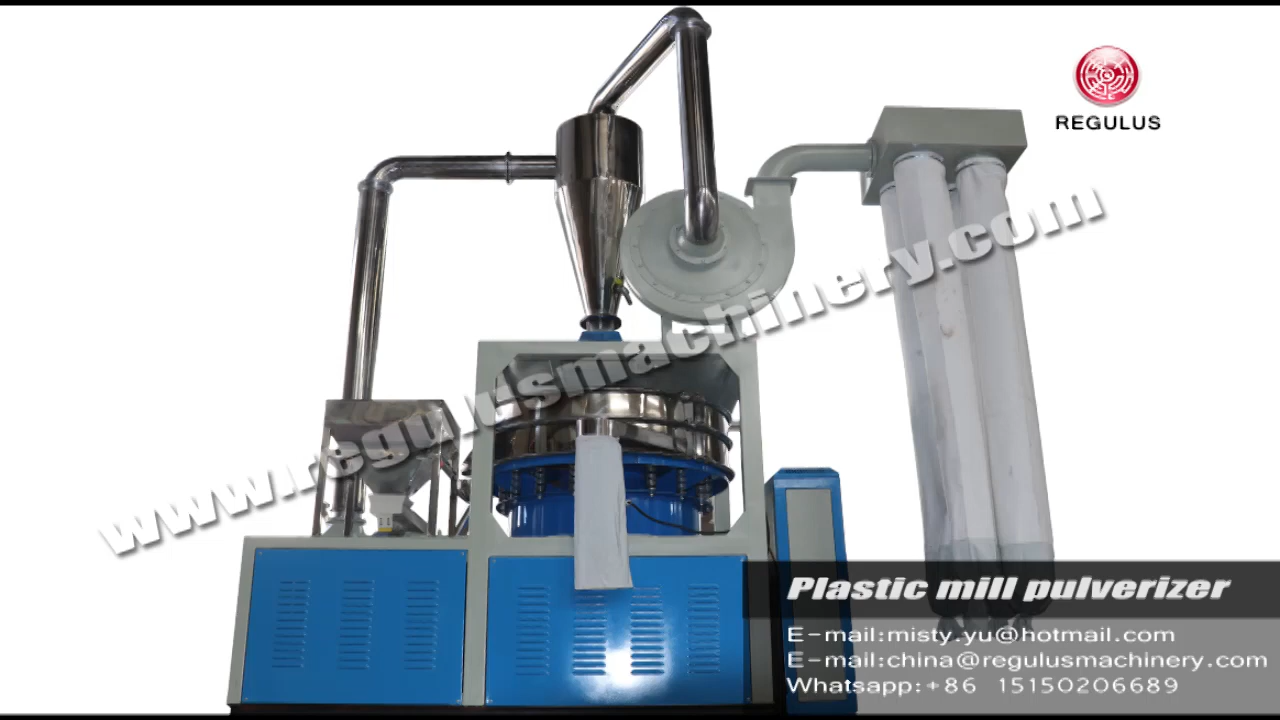 REGULUS
www.regulusmachinery.com
Plastic mill pulverizer
E-mail:misty.yu@hotmail.com
E-mail:china@regulusmachinery.com
Whatsapp:+86 15150206689